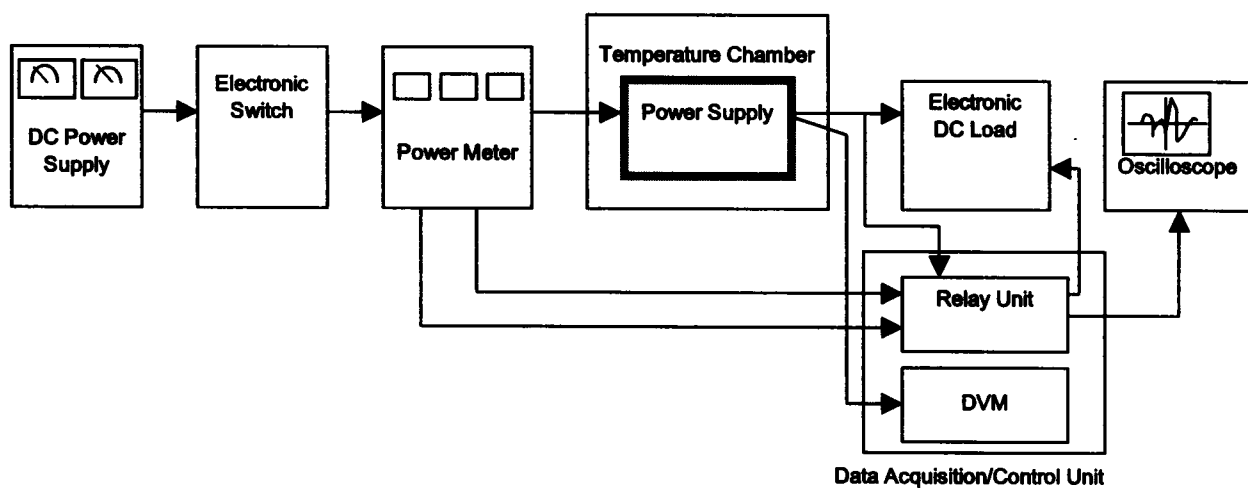 DC Power
Supply
Electronic
Switch
Power Meter
Temperature Chamber
Power Supply
Electronic
DC Load
Oscilloscope
Relay Unit
DVM
Data Acquisition/Control Unit